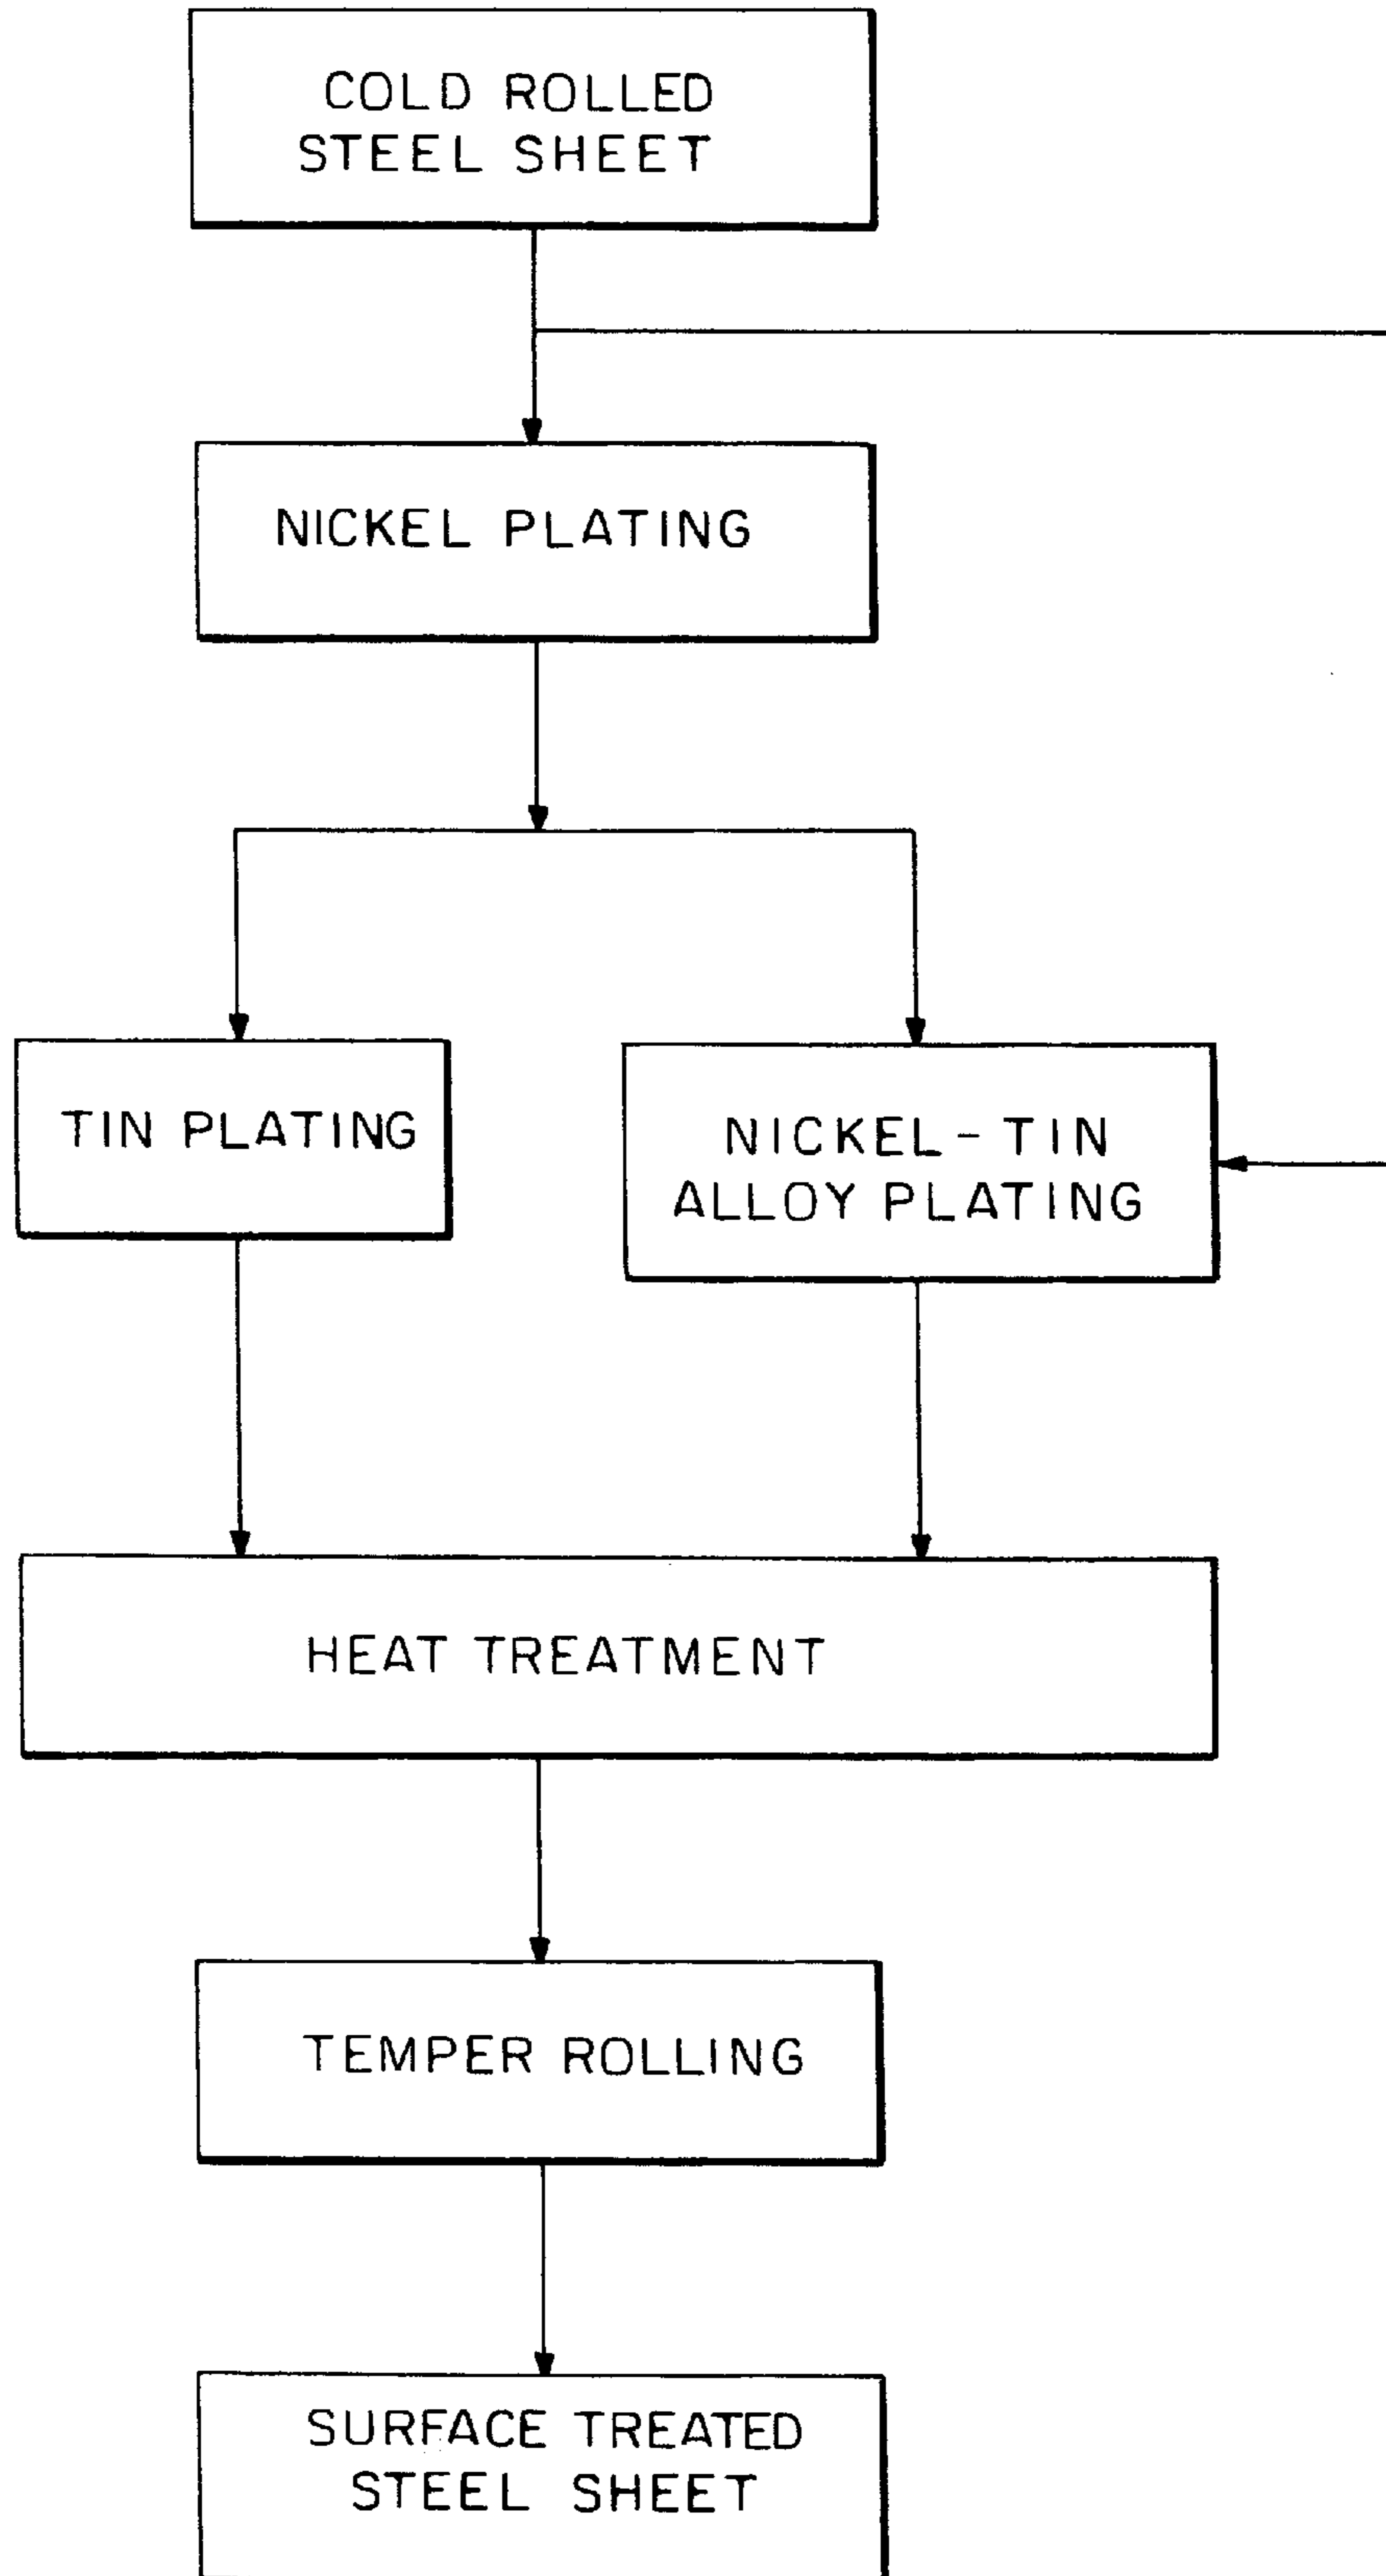 COLD ROLLED
STEEL SHEET
NICKEL PLATING
TIN PLATING
NICKEL-TIN
ALLOY PLATING
HEAT TREATMENT
TEMPER ROLLING
SURFACE TREATED
STEEL SHEET